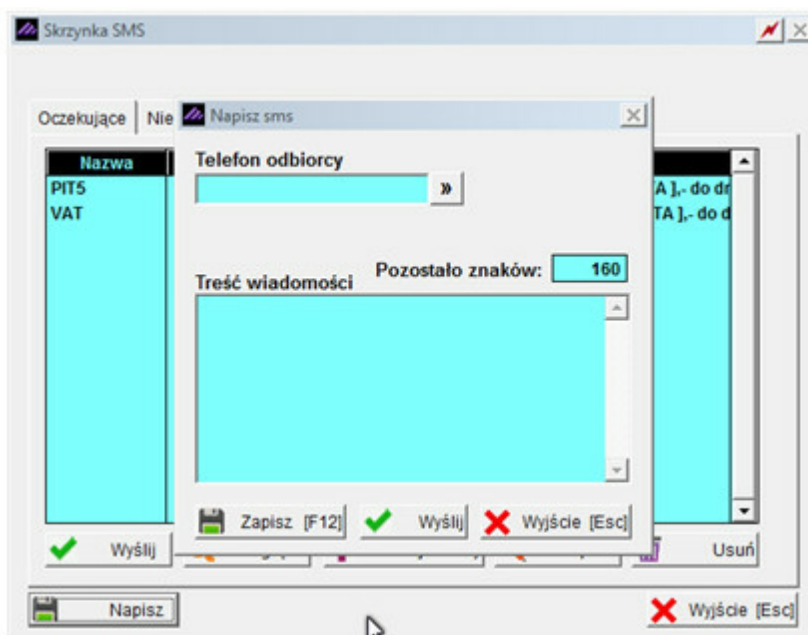 Skrzynka SMS
Oczekujące
Nie
Napisz sms
Nazwa
Telefon odbiorcy
»
PIT5
A ],- do dr
VAT
TA ],- do d
Pozostało znaków: 160
Treść wiadomości
Zapisz [F12] Wyślij Wyjście [Esc]
Wyślij
Usuń
Napisz
Wyjście [Esc]